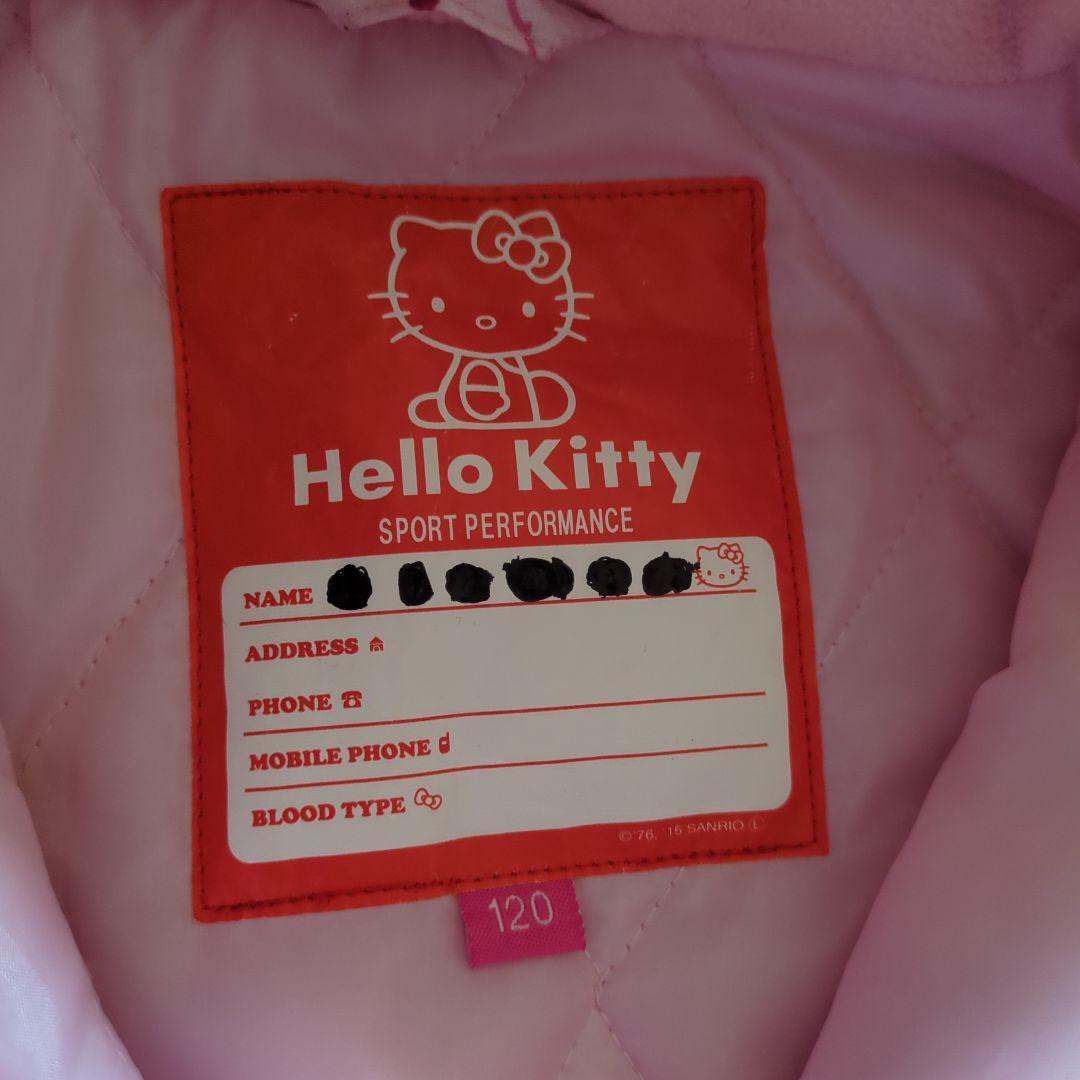 Hello Kitty
SPORT PERFORMANCE
NAME
ADDRESS
PHONE
MOBILE PHONE
BLOOD TYPE
©'76, '15 SANRIO Ⓛ
120